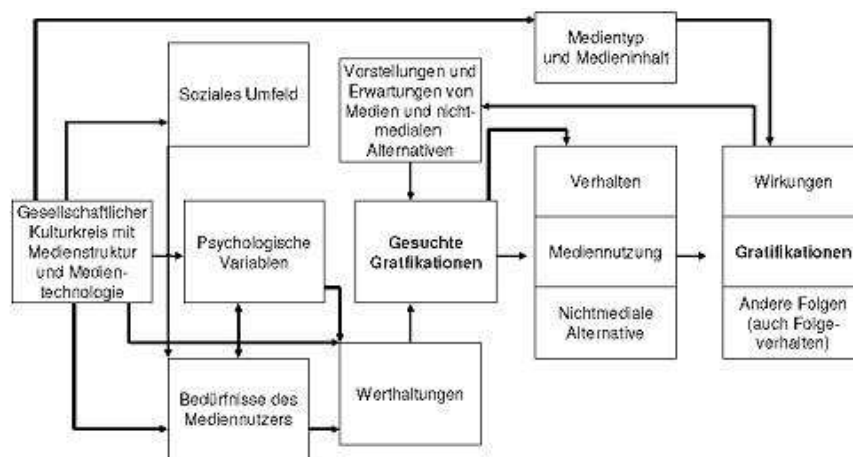 Medientyp
und Medieninhalt
Soziales Umfeld
Vorstellungen und
Erwartungen von
Medien und nicht-
medialen
Alternativen
Gesellschaftlicher
Kulturkreis mit
Medienstruktur
und Medien-
technologie
Psychologische
Variablen
Gesuchte
Gratfikationen
Verhalten
Mediennutzung
Nichtmediale
Alternative
Wirkungen
Gratifikationen
Andere Folgen
(auch Folge-
verhalten)
Bedürfnisse des
Mediennutzers
Werthaltungen